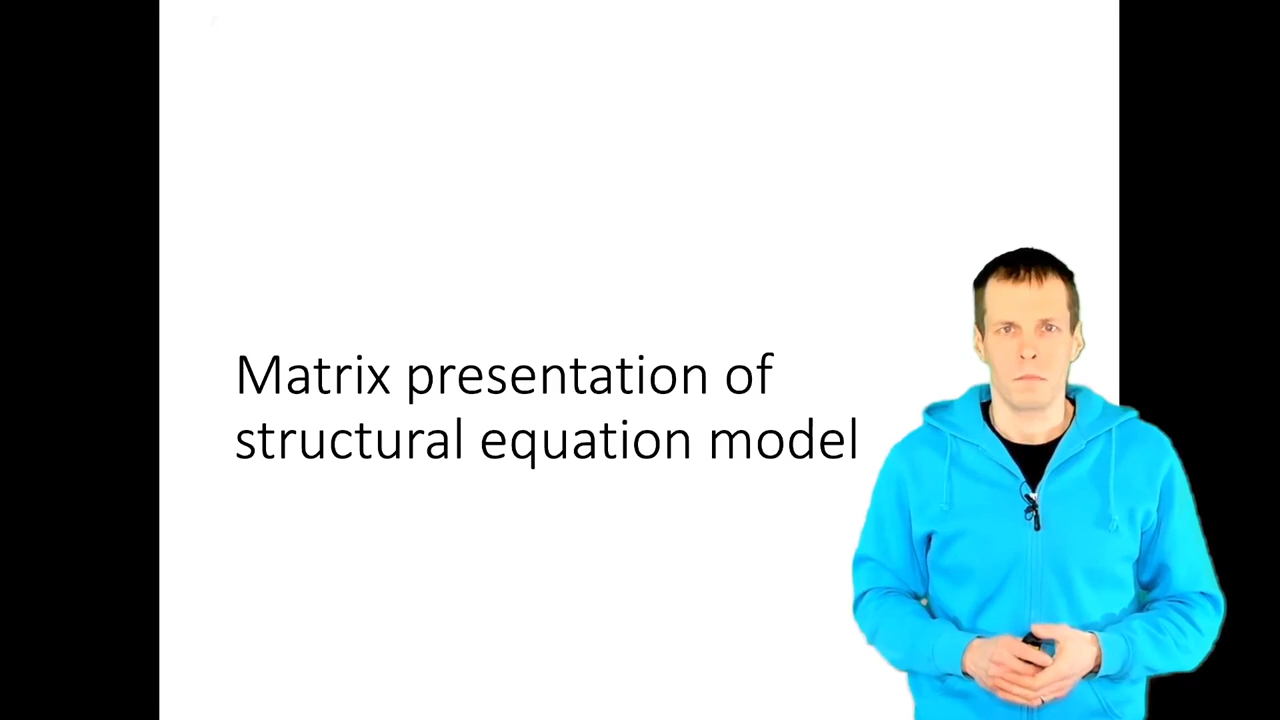 Matrix presentation of
structural equation model